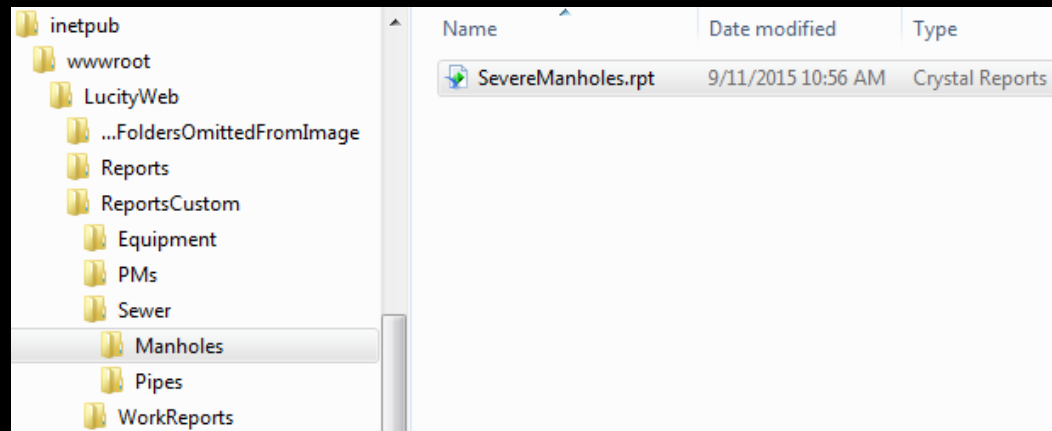 inetpub
wwwroot
LucityWeb
...FoldersOmittedFromImage
Reports
ReportsCustom
Equipment
PMs
Sewer
Manholes
Pipes
WorkReports
Name Date modified Type
SevereManholes.rpt 9/11/2015 10:56 AM Crystal Reports